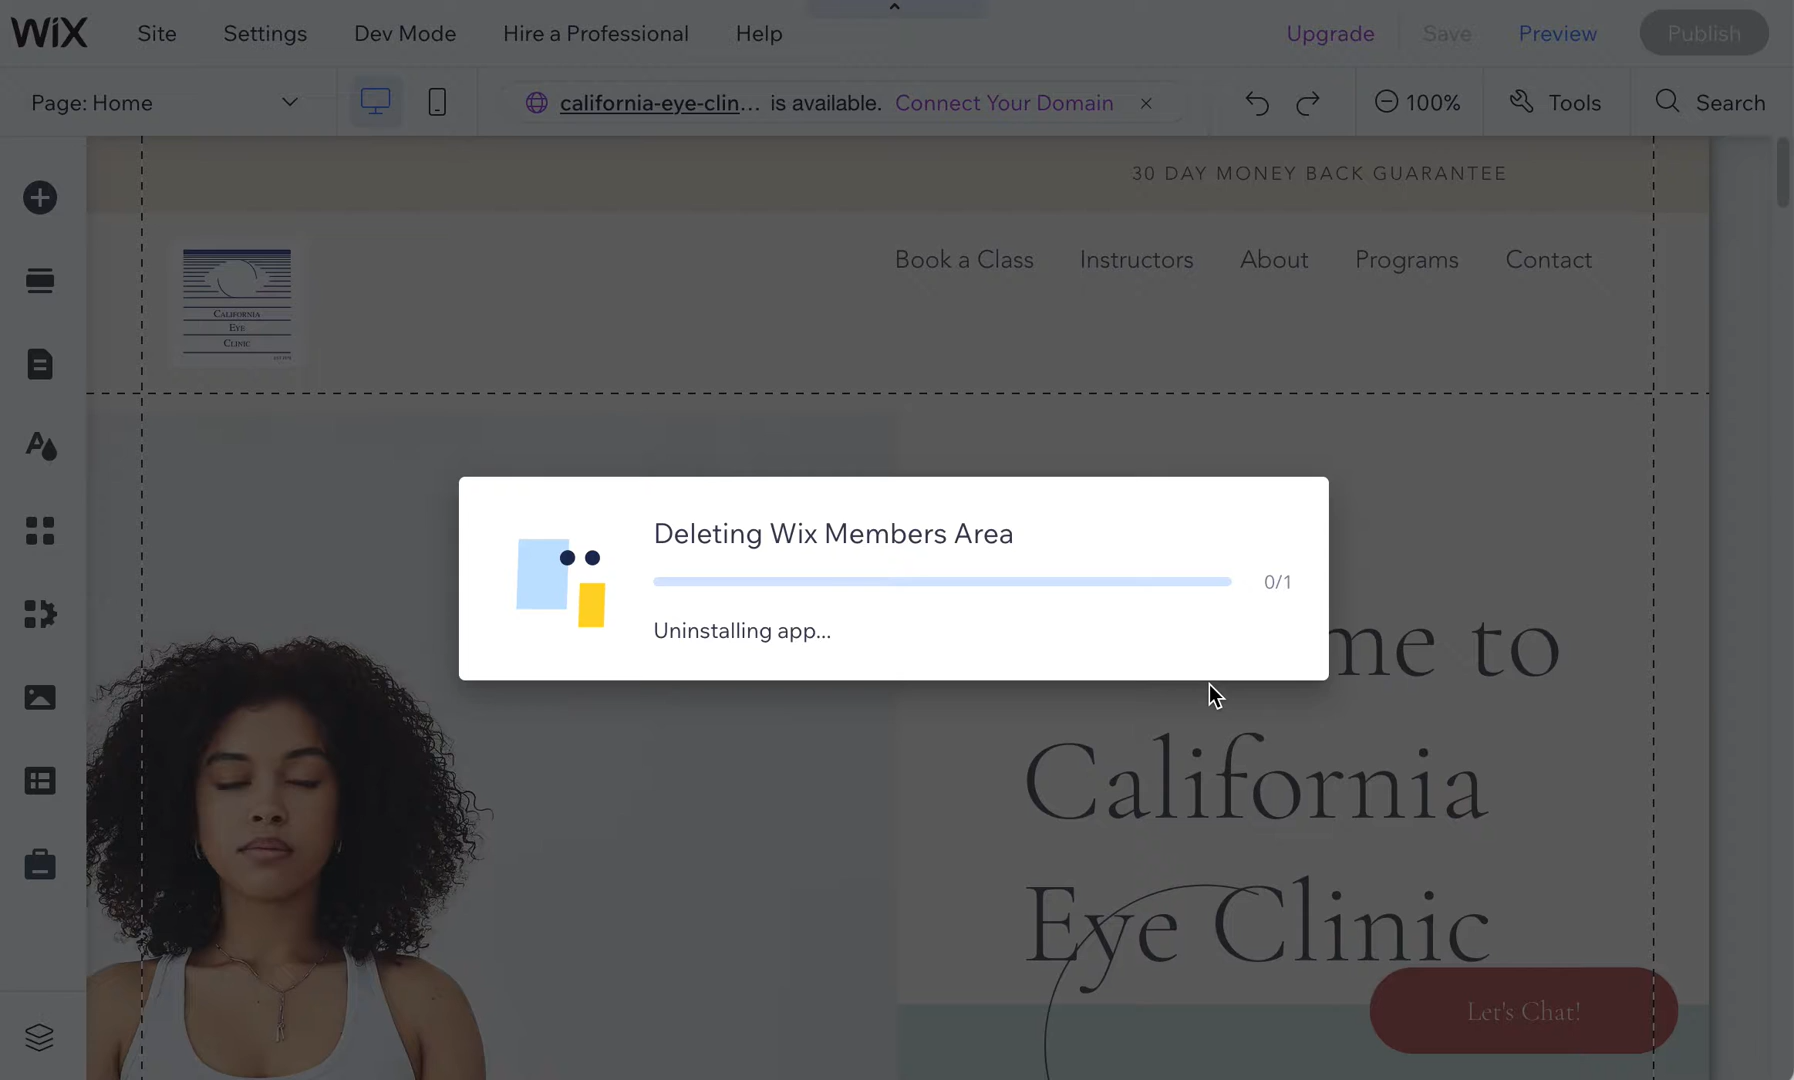 WiX Site Settings Dev Mode Hire a Professional Help Upgrade Save Preview Publish
Page: Home california-eye-clin... is available. Connect Your Domain 100% Tools Search
30 DAY MONEY BACK GUARANTEE
Book a Class Instructors About Programs Contact
CALIFORNIA
EYE
CLINIC
Deleting Wix Members Area
0/1
Uninstalling app...
me to
California
Eye Clinic
Let's Chat!